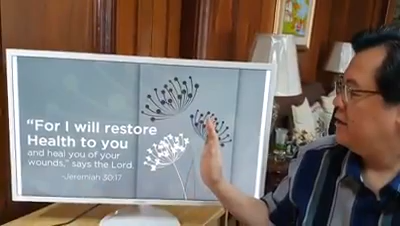 "For I will restore
Health to you
and heal you of your
wounds," says the Lord.
-Jeremiah 30:17